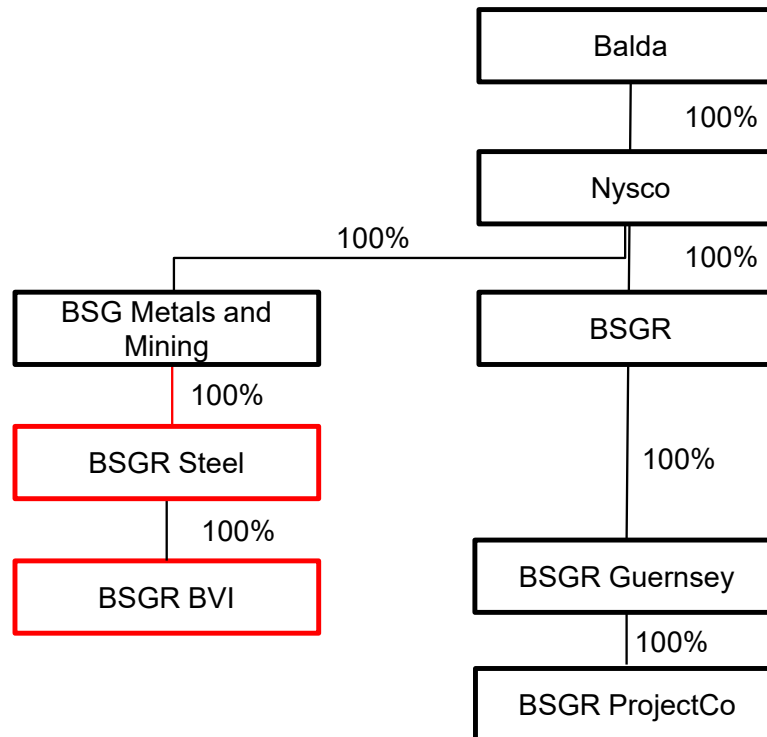 Balda
100%
Nysco
100%
100%
BSG Metals and
Mining
BSGR
100%
BSGR Steel
100%
100%
BSGR BVI
BSGR Guernsey
100%
BSGR ProjectCo